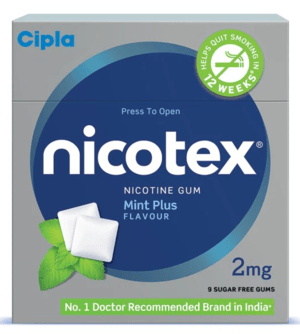 Cipla
HELPS QUIT SMOKING IN
12 WEEKS*
Press To Open
nicotex®
NICOTINE GUM
Mint Plus
FLAVOUR
2mg
9 SUGAR FREE GUMS
No. 1 Doctor Recommended Brand in India*